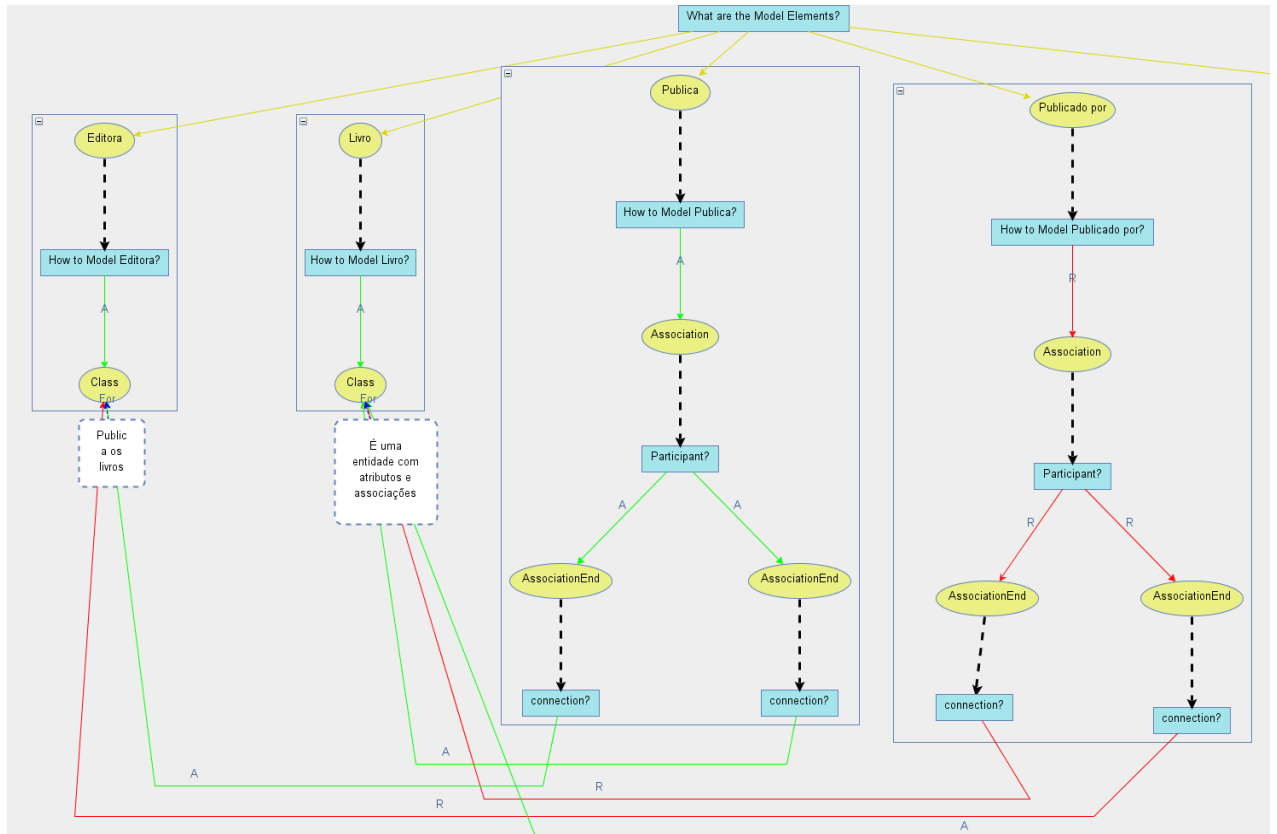 What are the Model Elements?
Publica
Publicado por
Editora
Livro
How to Model Publica?
How to Model Publicado por?
How to Model Editora?
How to Model Livro?
A
R
A
A
Association
Association
Class
Class
For
For
Public
a os
livros
É uma
entidade com
atributos e
associações
Participant?
Participant?
A
A
R
R
AssociationEnd
AssociationEnd
AssociationEnd
AssociationEnd
connection?
connection?
connection?
connection?
A
A
R
R
A